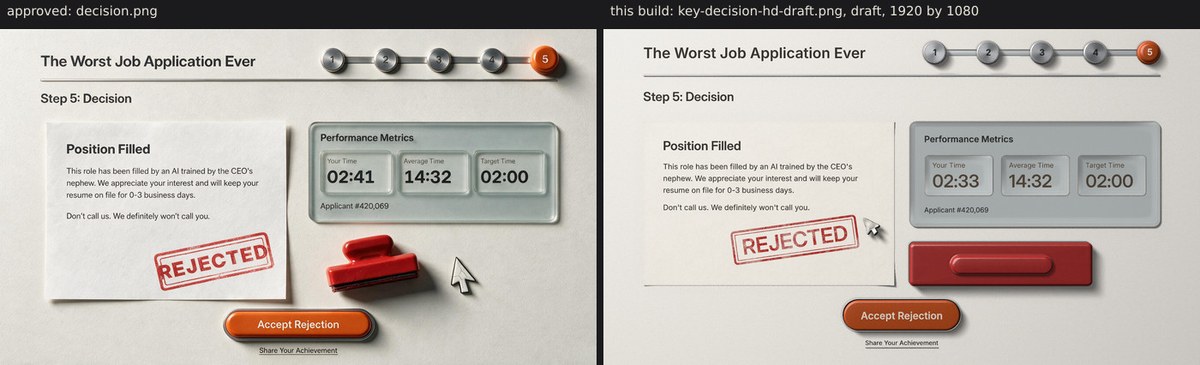 approved: decision.png
The Worst Job Application Ever
1 2 3 4 5
Step 5: Decision
Position Filled
This role has been filled by an AI trained by the CEO's
nephew. We appreciate your interest and will keep your
resume on file for 0-3 business days.
Don't call us. We definitely won't call you.
REJECTED
Performance Metrics
Your Time Average Time Target Time
02:41 14:32 02:00
Applicant #420,069
Accept Rejection
Share Your Achievement
this build: key-decision-hd-draft.png, draft, 1920 by 1080
The Worst Job Application Ever
1 2 3 4 5
Step 5: Decision
Position Filled
This role has been filled by an AI trained by the CEO's
nephew. We appreciate your interest and will keep your
resume on file for 0-3 business days.
Don't call us. We definitely won't call you.
REJECTED
Performance Metrics
Your Time Average Time Target Time
02:33 14:32 02:00
Applicant #420,069
Accept Rejection
Share Your Achievement